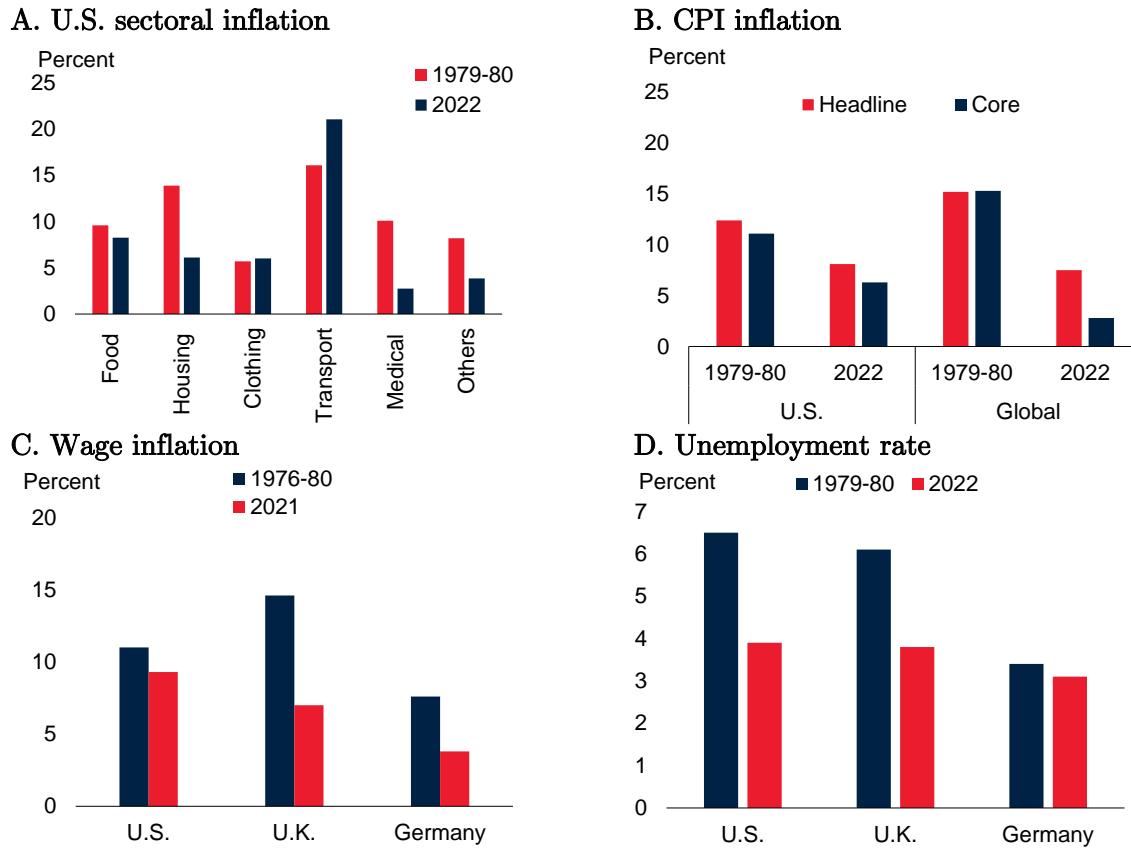 A. U.S. sectoral inflation
Percent
1979-80
2022
25
20
15
10
5
0
Food
Housing
Clothing
Transport
Medical
Others
B. CPI inflation
Percent
Headline Core
25
20
15
10
5
0
1979-80 2022 1979-80 2022
U.S. Global
C. Wage inflation
Percent
1976-80
2021
20
15
10
5
0
U.S. U.K. Germany
D. Unemployment rate
Percent
1979-80 2022
7
6
5
4
3
2
1
0
U.S. U.K. Germany